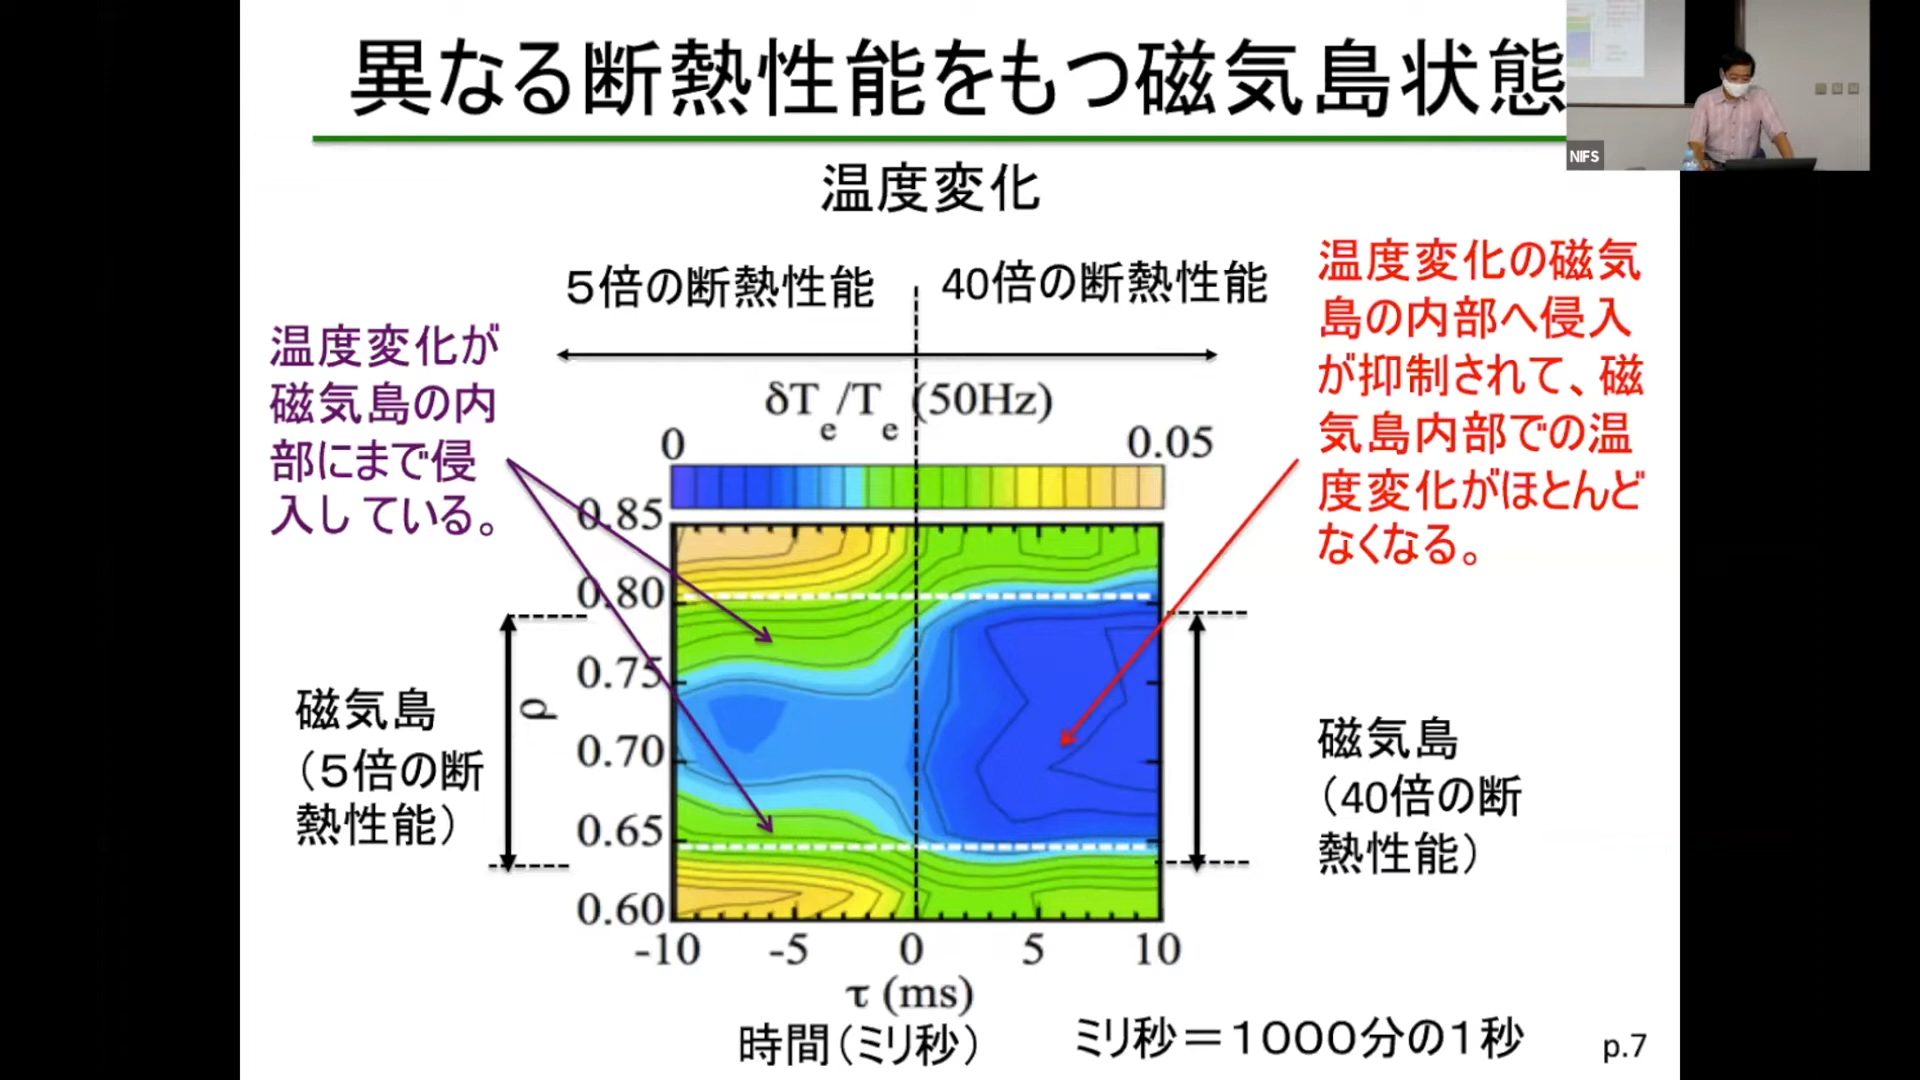 異なる断熱性能をもつ磁気島状態
NIFS
温度変化
５倍の断熱性能
40倍の断熱性能
温度変化が
磁気島の内
部にまで侵
入し ている。
温度変化の磁気
島の内部へ侵入
が抑制されて、磁
気島内部での温
度変化がほとんど
なくなる。
δTe/Te (50Hz)
0
0.05
0.85
0.80
0.75
0.70
0.65
0.60
ρ
磁気島
（５倍の断
熱性能）
磁気島
（40倍の断
熱性能）
-10
-5
0
5
10
τ (ms)
時間（ミリ秒）
ミリ秒＝１０００分の１秒
p.7